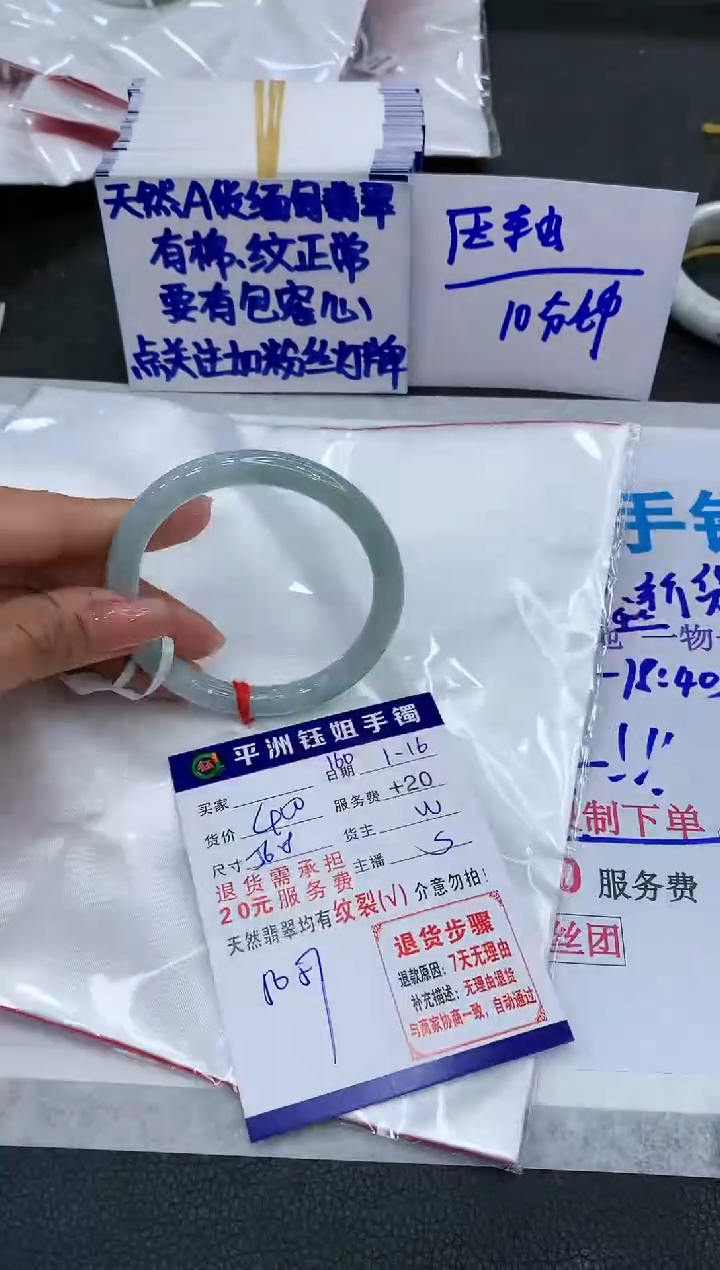 天然A货缅甸翡翠
有棉、纹正常
要有包容心
点关注加粉丝灯牌
压轴
10分钟
手镯
新货
一物
-18:40
!!!
制下单
0 服务费
丝团
平洲钰姐手镯
买家
160
日期 1-16
货价 400
服务费 +20
尺寸
货主 W
退货需承担
20元服务费
主播 S
天然翡翠均有纹裂(√) 介意勿拍!
退货步骤
退款原因:7天无理由
补充描述:无理由退货
与商家协商一致,自动通过